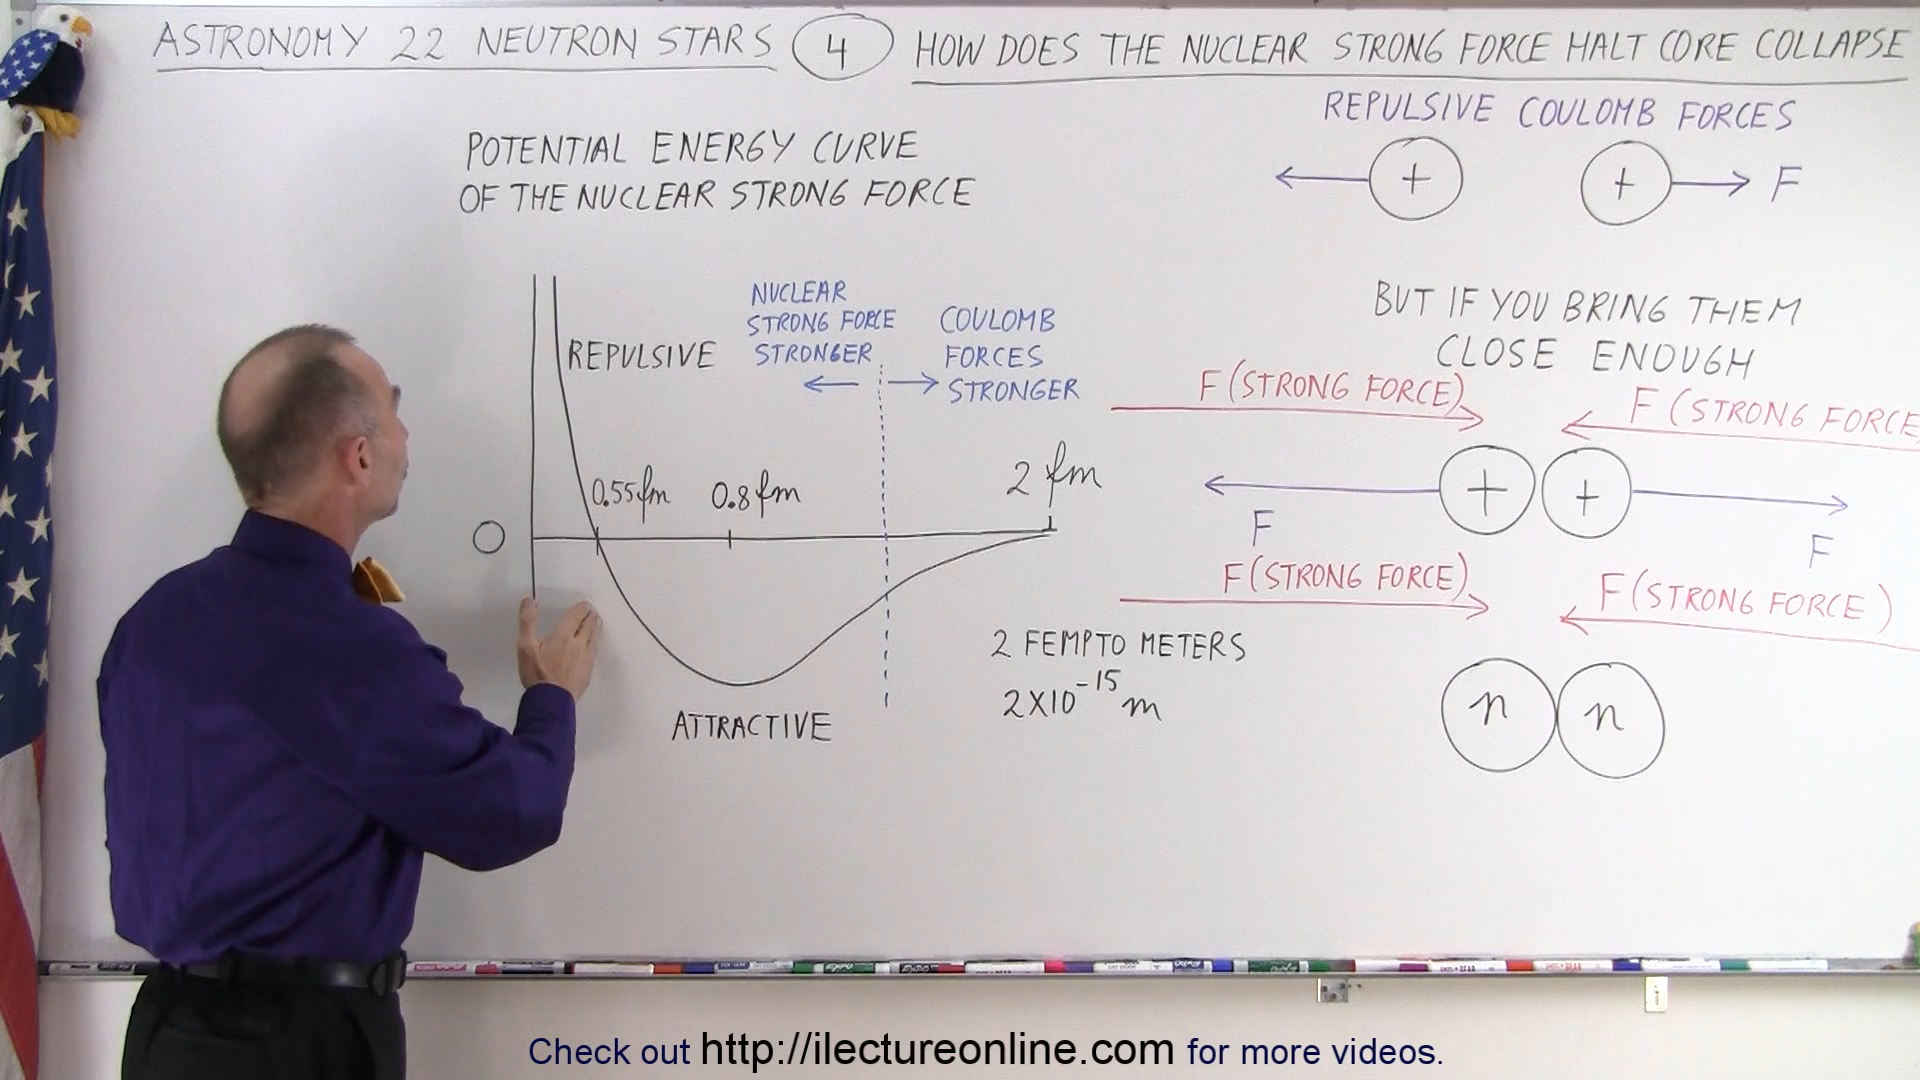 ASTRONOMY 22 NEUTRON STARS 4 HOW DOES THE NUCLEAR STRONG FORCE HALT CORE COLLAPSE
POTENTIAL ENERGY CURVE
OF THE NUCLEAR STRONG FORCE
NUCLEAR
STRONG FORCE
STRONGER
COULOMB
FORCES
STRONGER
REPULSIVE
0.55fm 0.8 fm
2 fm
O
ATTRACTIVE
2 FEMPTO METERS
2X10⁻¹⁵ m
REPULSIVE COULOMB FORCES
+ + F
BUT IF YOU BRING THEM
CLOSE ENOUGH
F (STRONG FORCE) F (STRONG FORCE
+ +
F F
F (STRONG FORCE) F (STRONG FORCE)
n n
Check out http://ilectureonline.com for more videos.